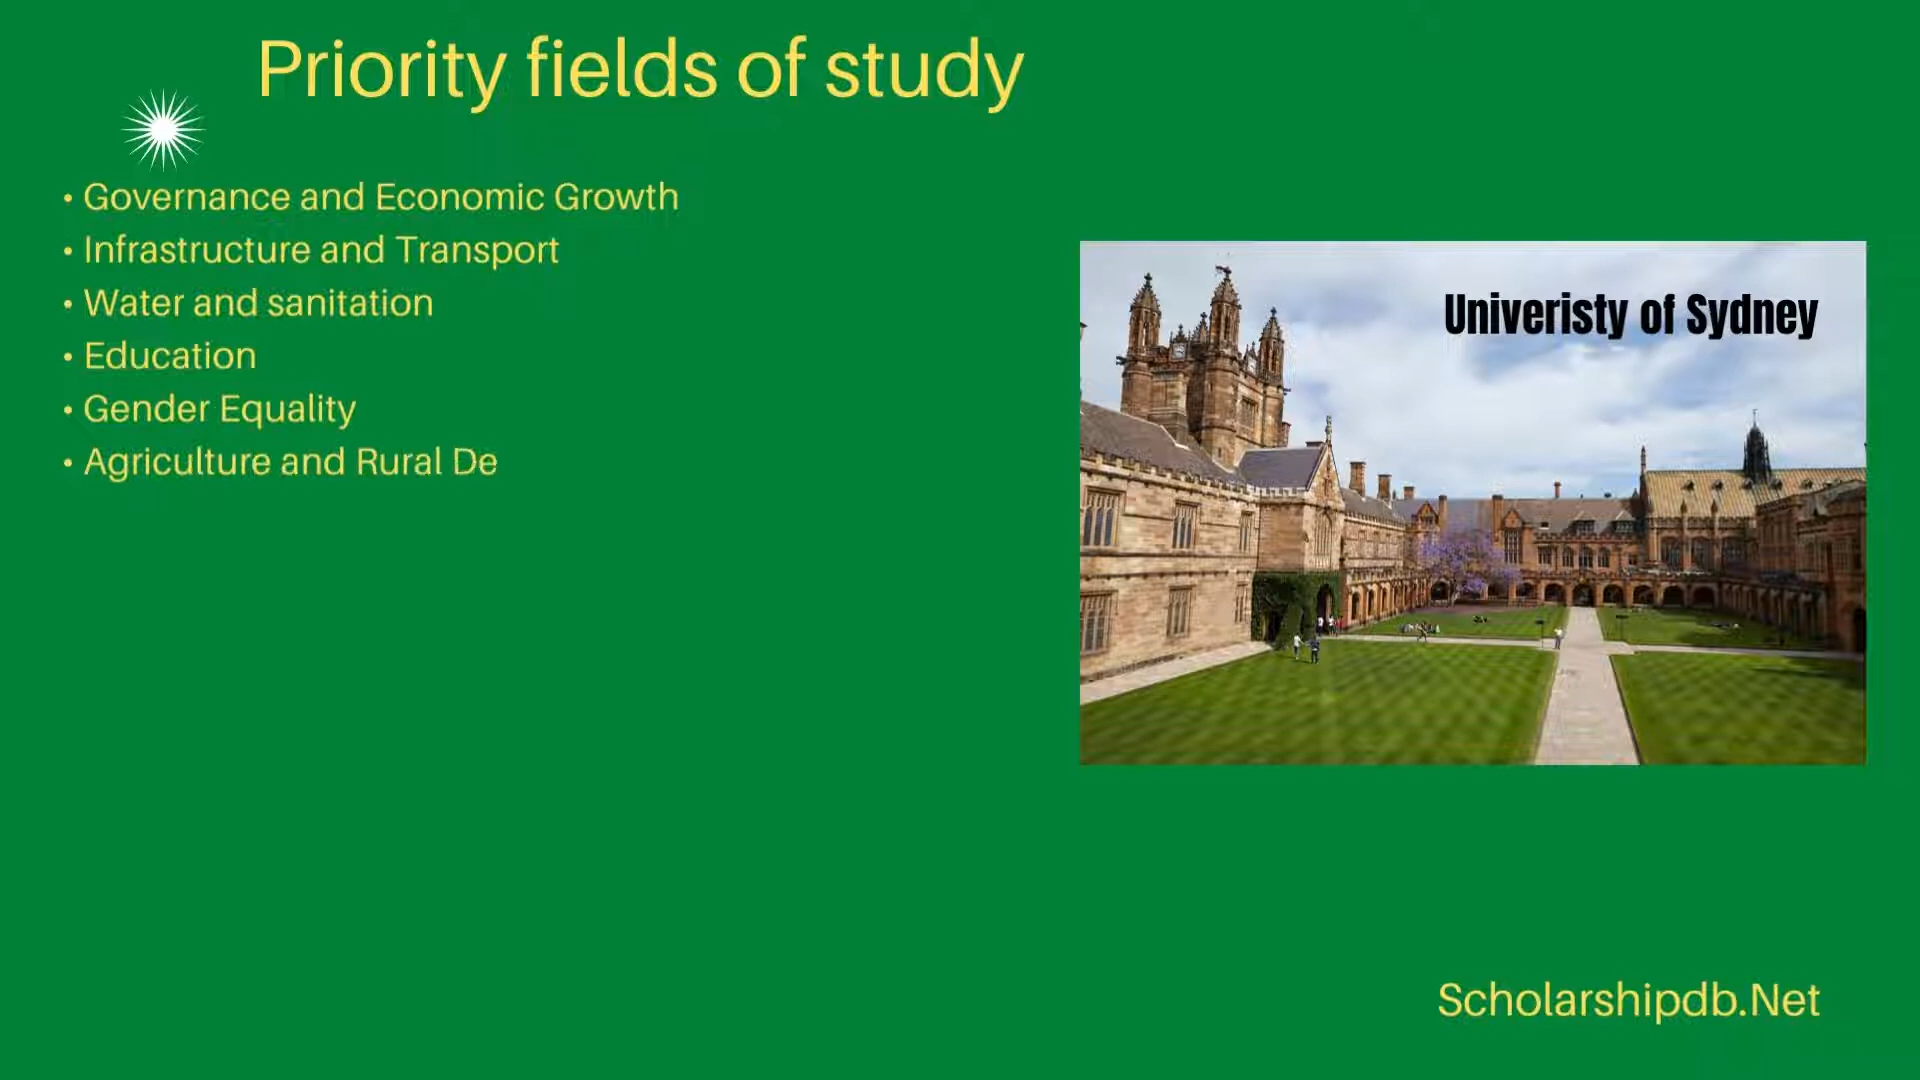 Priority fields of study
• Governance and Economic Growth
• Infrastructure and Transport
• Water and sanitation
• Education
• Gender Equality
• Agriculture and Rural De
Univeristy of Sydney
Scholarshipdb.Net